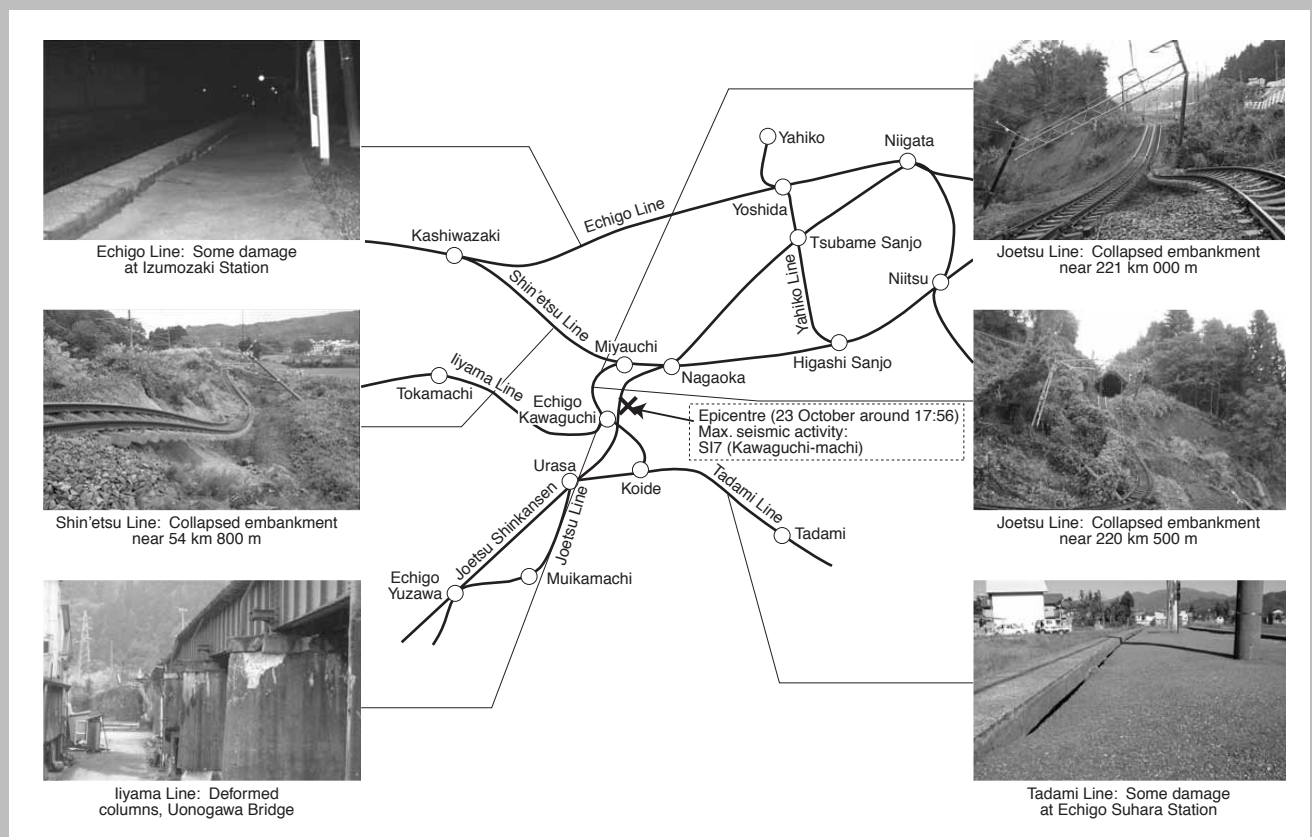 Echigo Line: Some damage
at Izumozaki Station
Shin'etsu Line: Collapsed embankment
near 54 km 800 m
Iiyama Line: Deformed
columns, Uonogawa Bridge
Yahiko
Niigata
Yoshida
Echigo Line
Kashiwazaki
Tsubame Sanjo
Niitsu
Yahiko Line
Shin'etsu Line
Miyauchi
Higashi Sanjo
Nagaoka
Iiyama Line
Tokamachi
Echigo
Kawaguchi
Epicentre (23 October around 17:56)
Max. seismic activity:
SI7 (Kawaguchi-machi)
Urasa
Koide
Tadami Line
Joetsu Shinkansen
Joetsu Line
Tadami
Echigo
Yuzawa
Muikamachi
Joetsu Line: Collapsed embankment
near 221 km 000 m
Joetsu Line: Collapsed embankment
near 220 km 500 m
Tadami Line: Some damage
at Echigo Suhara Station